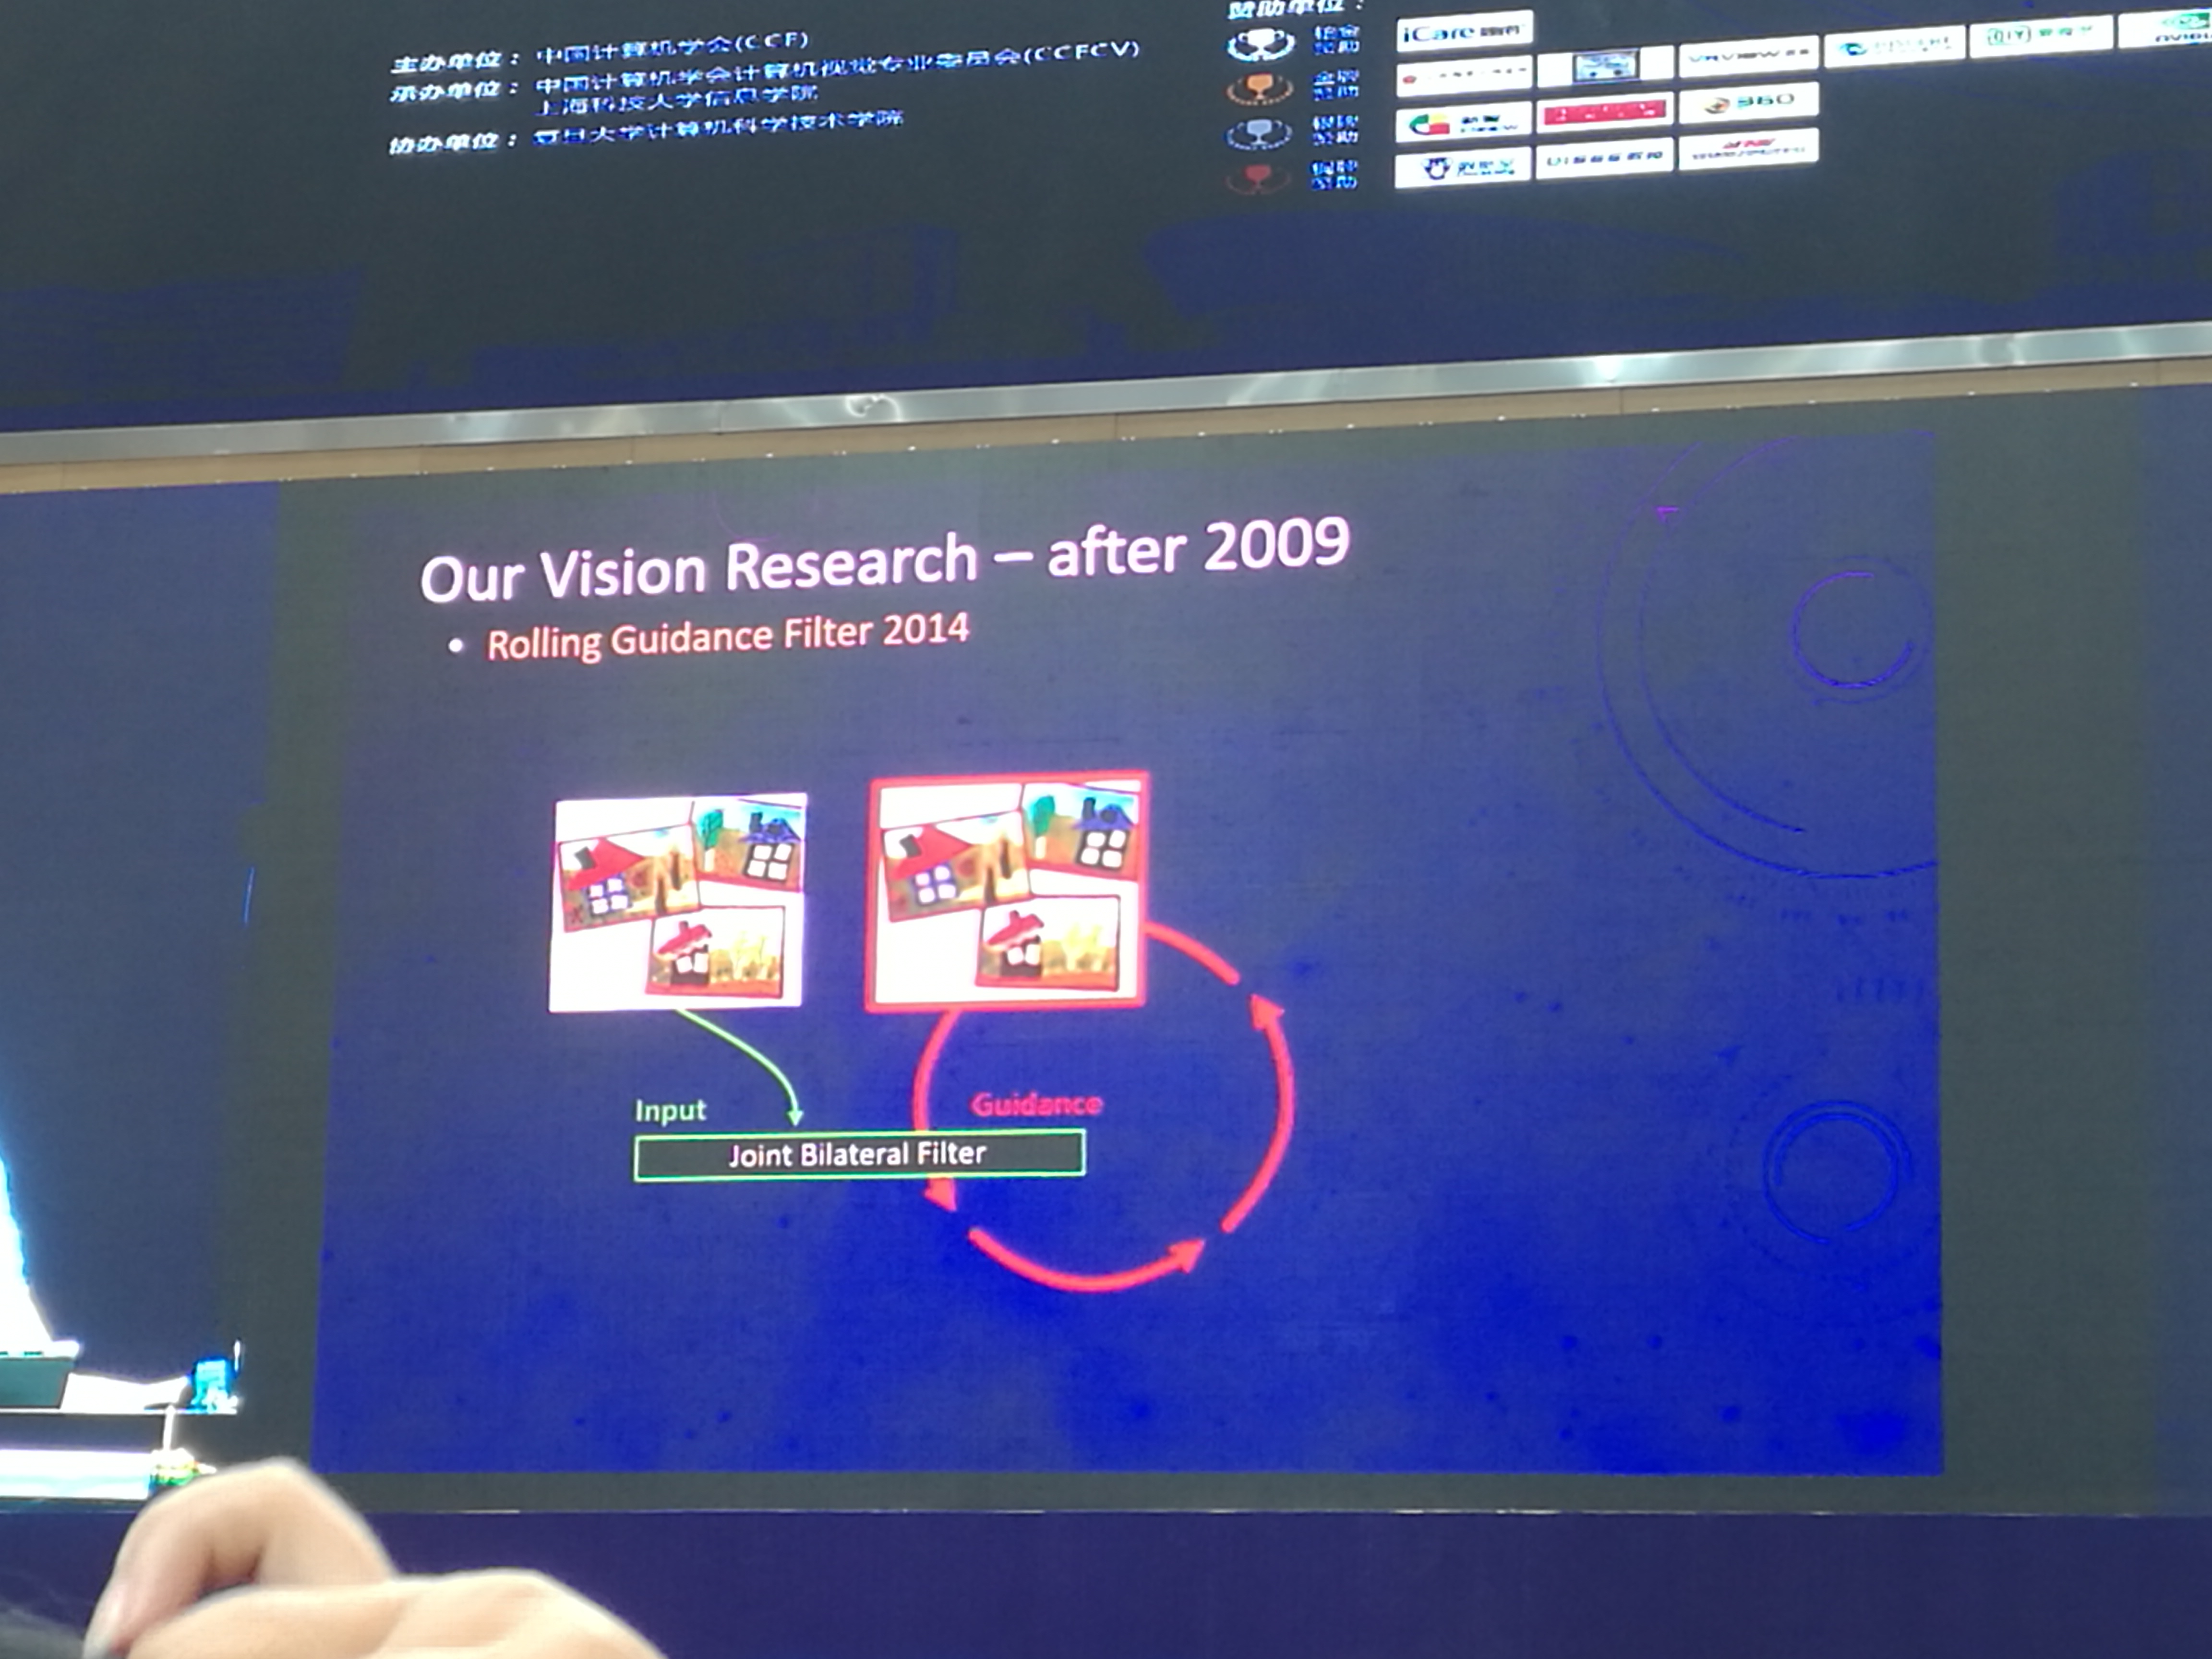 主办单位：中国计算机学会(CCF)
承办单位：中国计算机学会计算机视觉专业委员会(CCFCV)
上海科技大学信息学院
协办单位：复旦大学计算机科学技术学院
赞助单位：
iCare
铂金赞助
金牌赞助
银牌赞助
360
铜牌赞助
Our Vision Research – after 2009
• Rolling Guidance Filter 2014
Input
Guidance
Joint Bilateral Filter